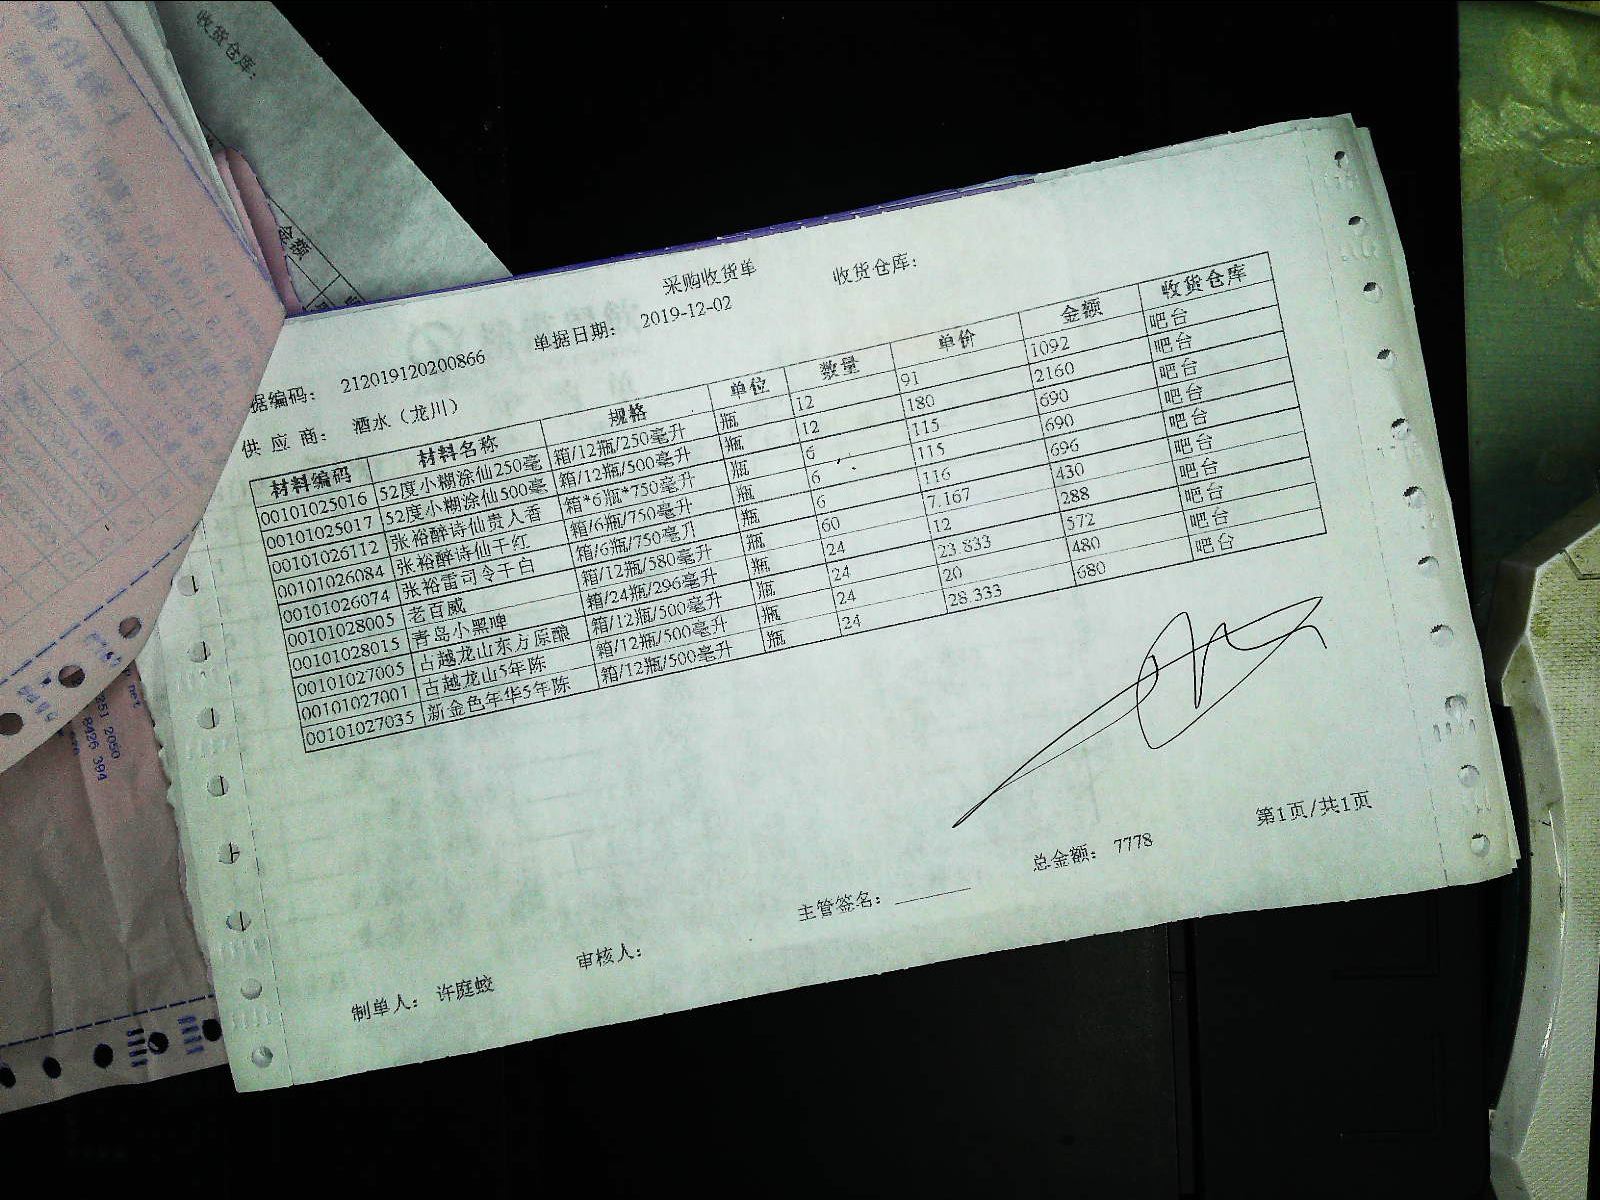 收货仓库：
金额
251 2050
8426 394
采购收货单
收货仓库：
据编码： 212019120200866 单据日期： 2019-12-02
供 应 商： 酒水（龙川）
材料编码 材料名称 规格 单位 数量 单价 金额 收货仓库
00101025016 52度小糊涂仙250毫 箱/12瓶/250毫升 瓶 12 91 1092 吧台
00101025017 52度小糊涂仙500毫 箱/12瓶/500毫升 瓶 12 180 2160 吧台
00101026112 张裕醉诗仙贵人香 箱*6瓶*750毫升 瓶 6 115 690 吧台
00101026084 张裕醉诗仙干红 箱/6瓶/750毫升 瓶 6 115 690 吧台
00101026074 张裕雷司令干白 箱/6瓶/750毫升 瓶 6 116 696 吧台
00101028005 老百威 箱/12瓶/580毫升 瓶 60 7.167 430 吧台
00101028015 青岛小黑啤 箱/24瓶/296毫升 瓶 24 12 288 吧台
00101027005 古越龙山东方原酿 箱/12瓶/500毫升 瓶 24 23.833 572 吧台
00101027001 古越龙山5年陈 箱/12瓶/500毫升 瓶 24 20 480 吧台
00101027035 新金色年华5年陈 箱/12瓶/500毫升 瓶 24 28.333 680 吧台
第1页/共1页
总金额： 7778
主管签名：
审核人：
制单人： 许庭蛟